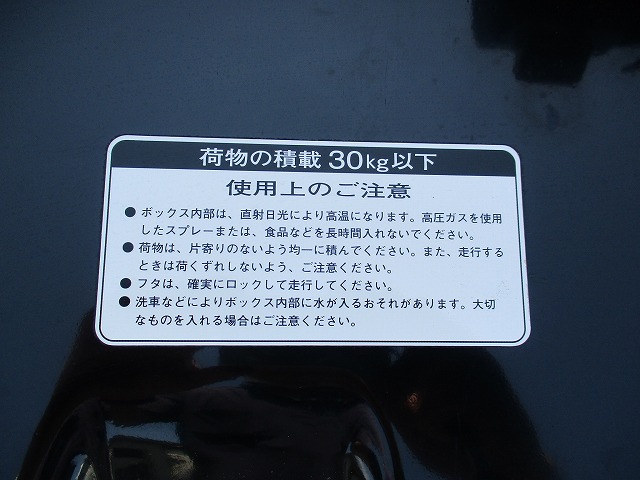 荷物の積載 30kg以下
使用上のご注意
● ボックス内部は、直射日光により高温になります。高圧ガスを使用
したスプレーまたは、食品などを長時間入れないでください。
● 荷物は、片寄りのないよう均一に積んでください。また、走行する
ときは荷くずれしないよう、ご注意ください。
● フタは、確実にロックして走行してください。
● 洗車などによりボックス内部に水が入るおそれがあります。大切
なものを入れる場合はご注意ください。